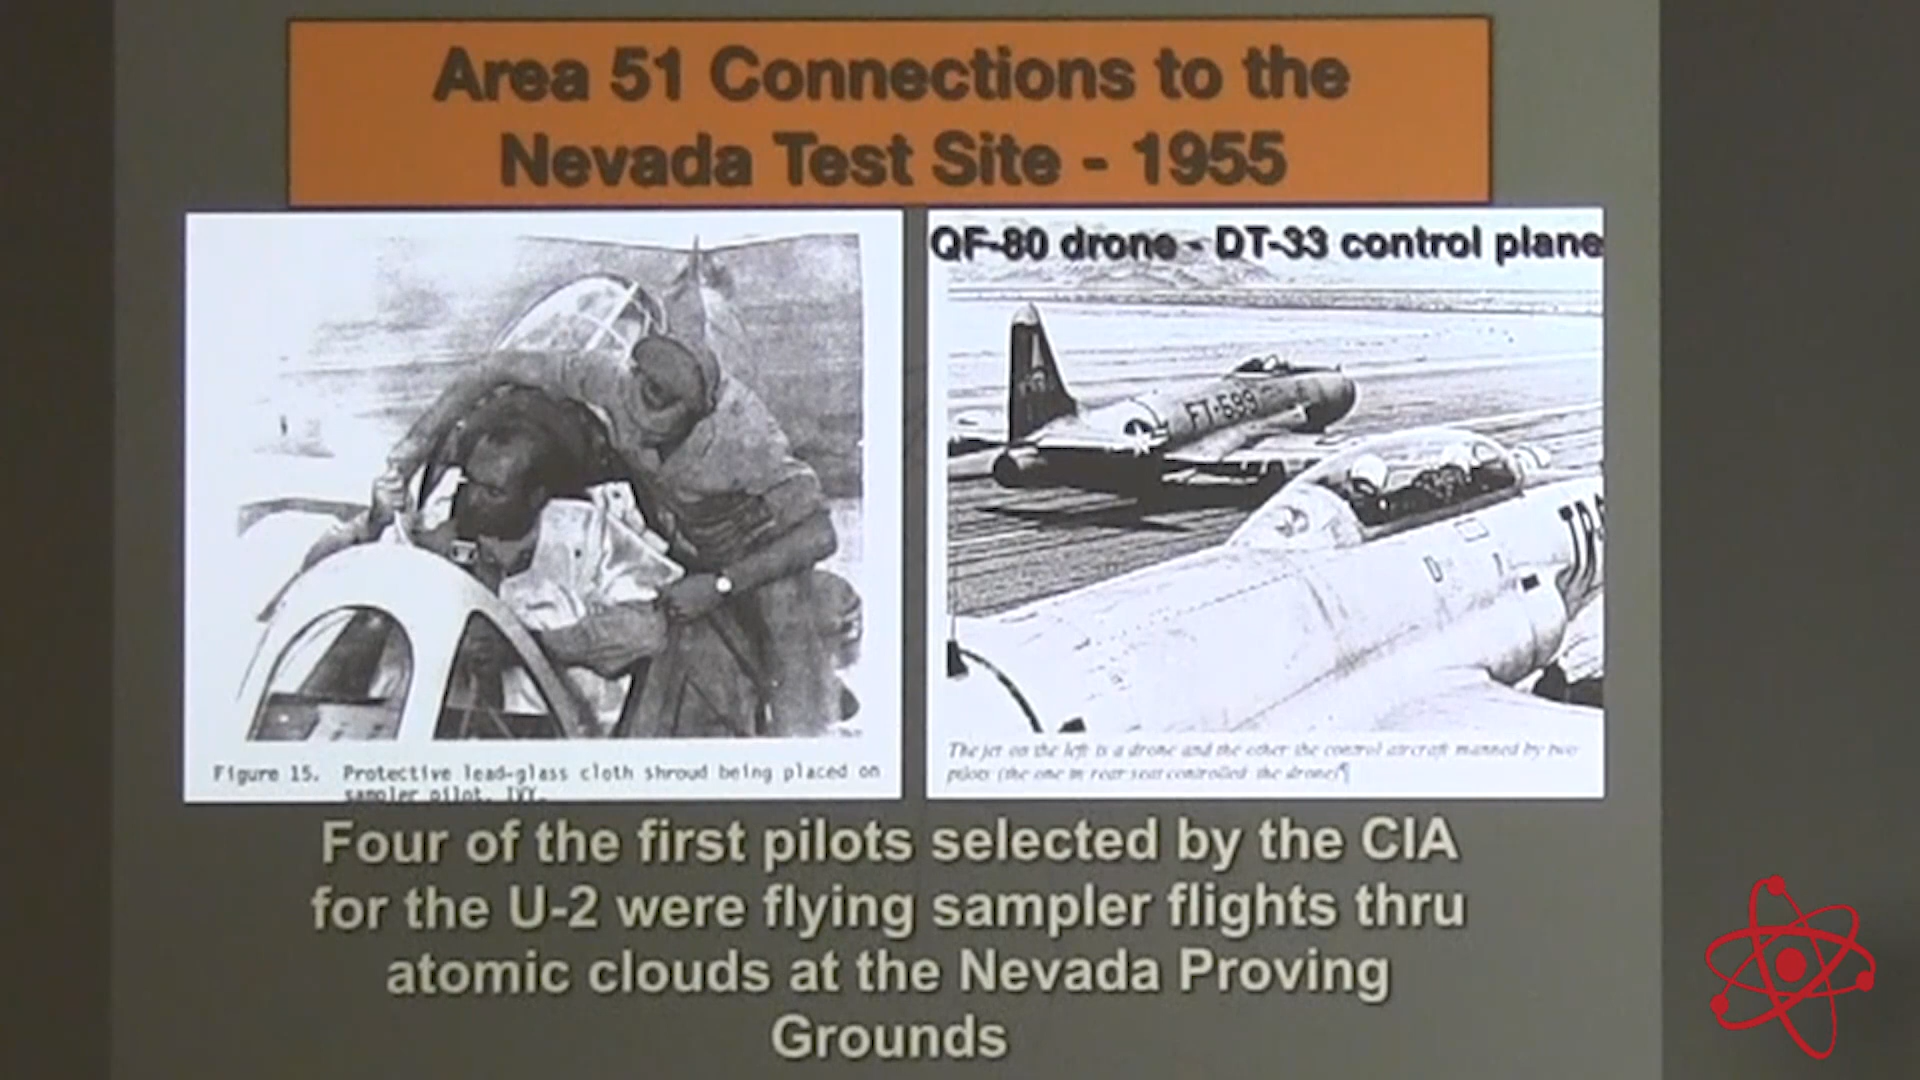 Area 51 Connections to the
Nevada Test Site - 1955
QF-80 drone - DT-33 control plane
FT-599
Figure 15. Protective lead-glass cloth shroud being placed on
sampler pilot, IVY.
The jet on the left is a drone and the other the control aircraft manned by two
pilots (the one in rear seat controlled the drone)
Four of the first pilots selected by the CIA
for the U-2 were flying sampler flights thru
atomic clouds at the Nevada Proving
Grounds